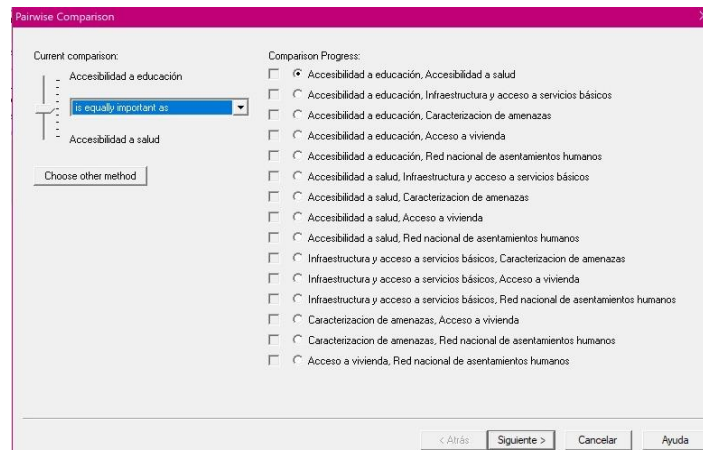 Pairwise Comparison
Current comparison:
Accesibilidad a educación
is equally important as
Accesibilidad a salud
Choose other method
Comparison Progress:
Accesibilidad a educación, Accesibilidad a salud
Accesibilidad a educación, Infraestructura y acceso a servicios básicos
Accesibilidad a educación, Caracterizacion de amenazas
Accesibilidad a educación, Acceso a vivienda
Accesibilidad a educación, Red nacional de asentamientos humanos
Accesibilidad a salud, Infraestructura y acceso a servicios básicos
Accesibilidad a salud, Caracterizacion de amenazas
Accesibilidad a salud, Acceso a vivienda
Accesibilidad a salud, Red nacional de asentamientos humanos
Infraestructura y acceso a servicios básicos, Caracterizacion de amenazas
Infraestructura y acceso a servicios básicos, Acceso a vivienda
Infraestructura y acceso a servicios básicos, Red nacional de asentamientos humanos
Caracterizacion de amenazas, Acceso a vivienda
Caracterizacion de amenazas, Red nacional de asentamientos humanos
Acceso a vivienda, Red nacional de asentamientos humanos
< Atrás Siguiente > Cancelar Ayuda